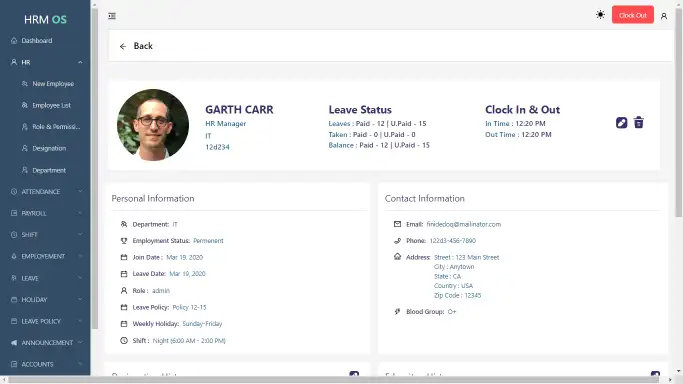 HRM OS
Clock Out
Dashboard
HR
New Employee
Employee List
Role & Permissi...
Designation
Department
ATTENDANCE
PAYROLL
SHIFT
EMPLOYEMENT
LEAVE
HOLIDAY
LEAVE POLICY
ANNOUNCEMENT
ACCOUNTS
Back
GARTH CARR
HR Manager
IT
12d234
Leave Status
Leaves : Paid - 12 | U.Paid - 15
Taken : Paid - 0 | U.Paid - 0
Balance : Paid - 12 | U.Paid - 15
Clock In & Out
in Time : 12:20 PM
Out Time : 12:20 PM
Personal Information
Department: IT
Employment Status: Permenent
Join Date : Mar 19, 2020
Leave Date: Mar 19, 2020
Role : admin
Leave Policy: Policy 12-15
Weekly Holiday: Sunday-Friday
Shift : Night (6:00 AM - 2:00 PM)
Contact Information
Email: finidedoq@mailinator.com
Phone: 122d3-456-7890
Address: Street : 123 Main Street
City : Anytown
State : CA
Country : USA
Zip Code : 12345
Blood Group: O+